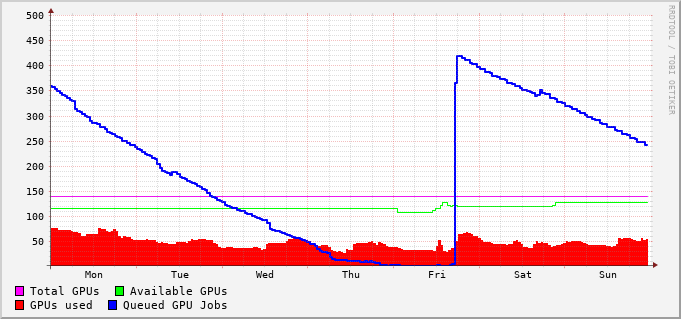 500
450
400
350
300
250
200
150
100
50
Mon Tue Wed Thu Fri Sat Sun
Total GPUs Available GPUs
GPUs used Queued GPU Jobs
RRDTOOL / TOBI OETIKER